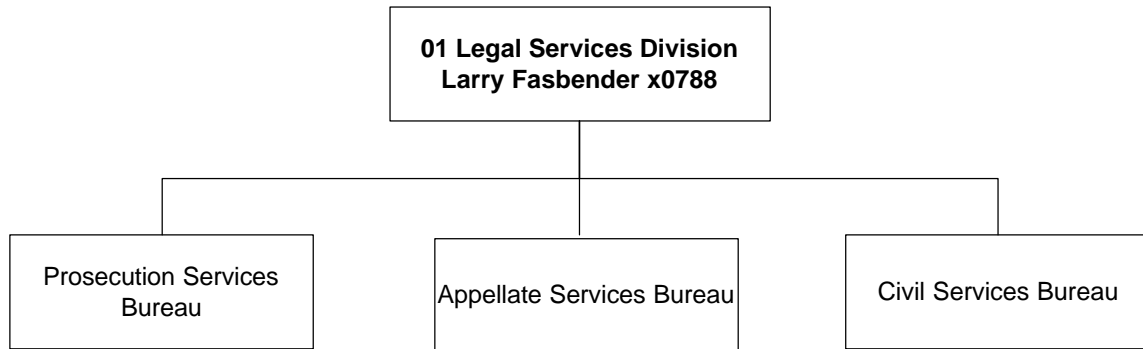 01 Legal Services Division
Larry Fasbender x0788
Prosecution Services
Bureau
Appellate Services Bureau
Civil Services Bureau